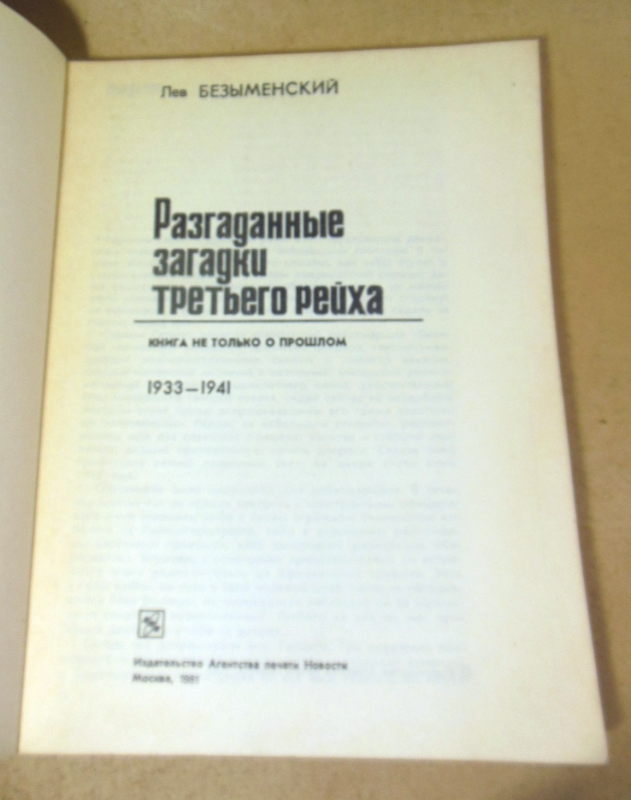 Лев БЕЗЫМЕНСКИЙ
Разгаданные
загадки
третьего рейха
КНИГА НЕ ТОЛЬКО О ПРОШЛОМ
1933—1941
Издательство Агентства печати Новости
Москва, 1981